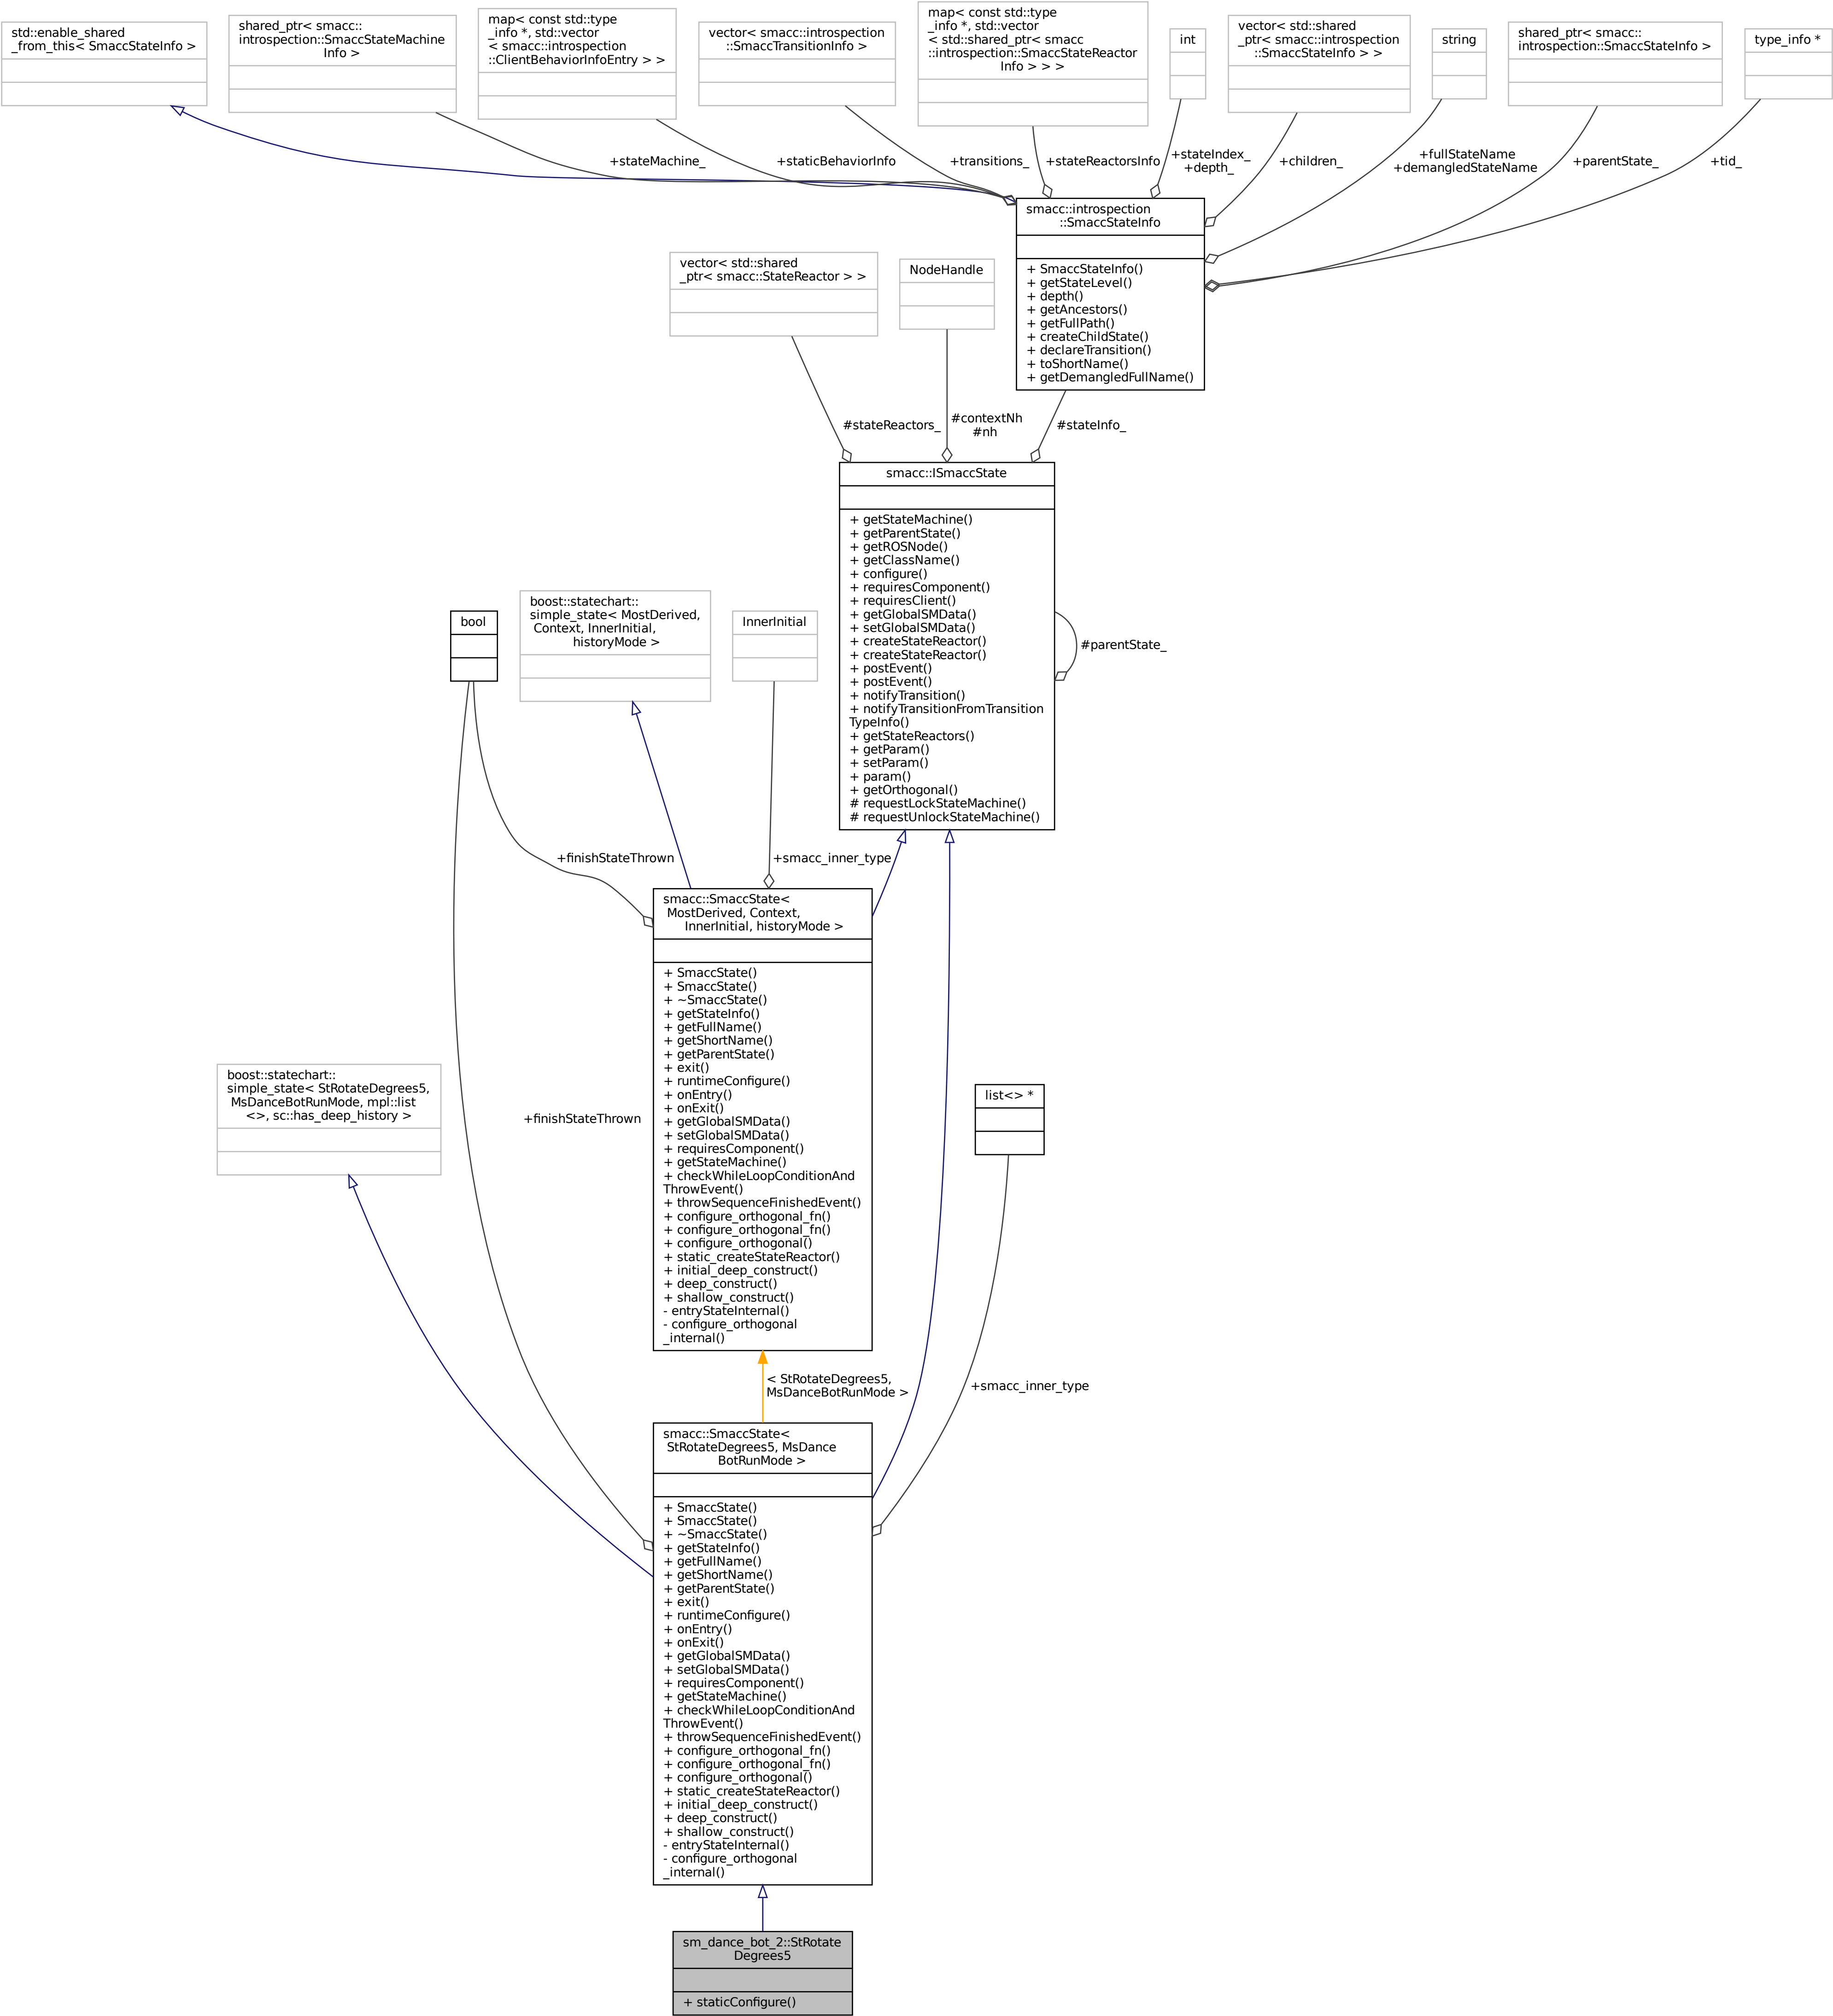 std::enable_shared
_from_this< SmaccStateInfo >
shared_ptr< smacc::
introspection::SmaccStateMachine
Info >
map< const std::type
_info *, std::vector
< smacc::introspection
::ClientBehaviorInfoEntry > >
vector< smacc::introspection
::SmaccTransitionInfo >
map< const std::type
_info *, std::vector
< std::shared_ptr< smacc
::introspection::SmaccStateReactor
Info > > >
int
vector< std::shared
_ptr< smacc::introspection
::SmaccStateInfo > >
string
shared_ptr< smacc::
introspection::SmaccStateInfo >
type_info *
+stateMachine_
+staticBehaviorInfo
+transitions_
+stateReactorsInfo
+stateIndex_
+depth_
+children_
+fullStateName
+demangledStateName
+parentState_
+tid_
smacc::introspection
::SmaccStateInfo
+ SmaccStateInfo()
+ getStateLevel()
+ depth()
+ getAncestors()
+ getFullPath()
+ createChildState()
+ declareTransition()
+ toShortName()
+ getDemangledFullName()
vector< std::shared
_ptr< smacc::StateReactor > >
NodeHandle
#stateReactors_
#contextNh
#nh
#stateInfo_
smacc::ISmaccState
+ getStateMachine()
+ getParentState()
+ getROSNode()
+ getClassName()
+ configure()
+ requiresComponent()
+ requiresClient()
+ getGlobalSMData()
+ setGlobalSMData()
+ createStateReactor()
+ createStateReactor()
+ postEvent()
+ postEvent()
+ notifyTransition()
+ notifyTransitionFromTransition
TypeInfo()
+ getStateReactors()
+ getParam()
+ setParam()
+ param()
+ getOrthogonal()
# requestLockStateMachine()
# requestUnlockStateMachine()
#parentState_
bool
boost::statechart::
simple_state< MostDerived,
Context, InnerInitial,
historyMode >
InnerInitial
+finishStateThrown
+smacc_inner_type
smacc::SmaccState<
MostDerived, Context,
InnerInitial, historyMode >
+ SmaccState()
+ SmaccState()
+ ~SmaccState()
+ getStateInfo()
+ getFullName()
+ getShortName()
+ getParentState()
+ exit()
+ runtimeConfigure()
+ onEntry()
+ onExit()
+ getGlobalSMData()
+ setGlobalSMData()
+ requiresComponent()
+ getStateMachine()
+ checkWhileLoopConditionAnd
ThrowEvent()
+ throwSequenceFinishedEvent()
+ configure_orthogonal_fn()
+ configure_orthogonal_fn()
+ configure_orthogonal()
+ static_createStateReactor()
+ initial_deep_construct()
+ deep_construct()
+ shallow_construct()
- entryStateInternal()
- configure_orthogonal
_internal()
boost::statechart::
simple_state< StRotateDegrees5,
MsDanceBotRunMode, mpl::list
<>, sc::has_deep_history >
+finishStateThrown
list<> *
< StRotateDegrees5,
MsDanceBotRunMode >
+smacc_inner_type
smacc::SmaccState<
StRotateDegrees5, MsDance
BotRunMode >
+ SmaccState()
+ SmaccState()
+ ~SmaccState()
+ getStateInfo()
+ getFullName()
+ getShortName()
+ getParentState()
+ exit()
+ runtimeConfigure()
+ onEntry()
+ onExit()
+ getGlobalSMData()
+ setGlobalSMData()
+ requiresComponent()
+ getStateMachine()
+ checkWhileLoopConditionAnd
ThrowEvent()
+ throwSequenceFinishedEvent()
+ configure_orthogonal_fn()
+ configure_orthogonal_fn()
+ configure_orthogonal()
+ static_createStateReactor()
+ initial_deep_construct()
+ deep_construct()
+ shallow_construct()
- entryStateInternal()
- configure_orthogonal
_internal()
sm_dance_bot_2::StRotate
Degrees5
+ staticConfigure()